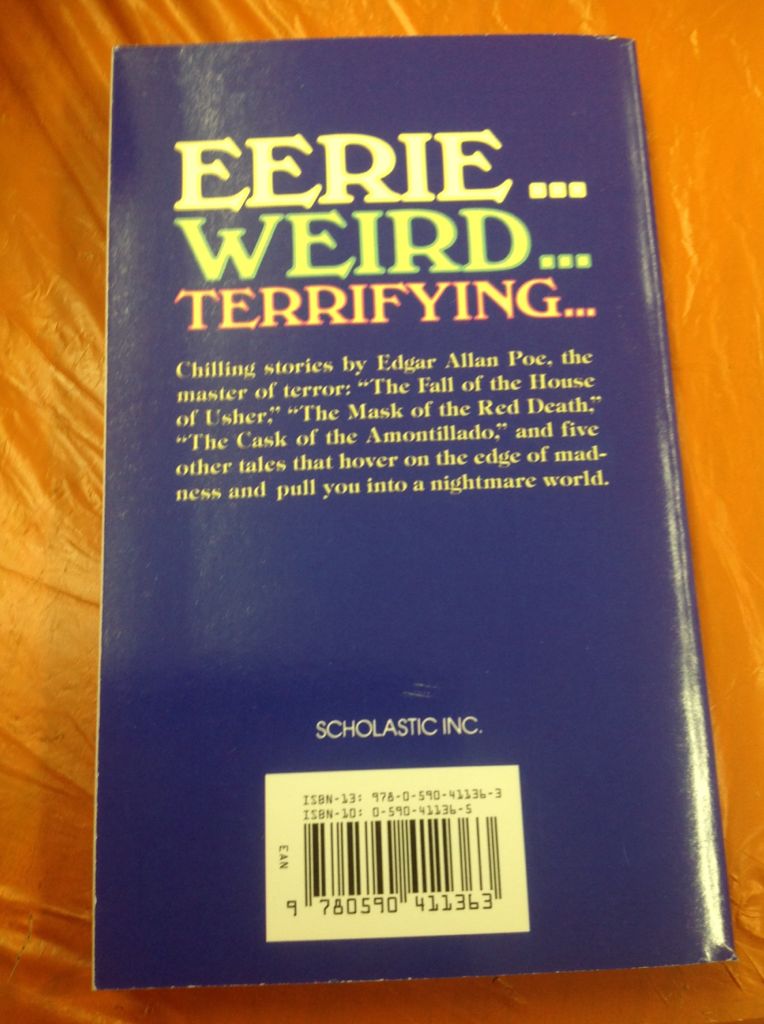 EERIE...
WEIRD...
TERRIFYING...
Chilling stories by Edgar Allan Poe, the
master of terror: “The Fall of the House
of Usher,” “The Mask of the Red Death,”
“The Cask of the Amontillado,” and five
other tales that hover on the edge of mad-
ness and pull you into a nightmare world.
SCHOLASTIC INC.
ISBN-13: 978-0-590-41136-3
ISBN-10: 0-590-41136-5
EAN
9 780590 411363